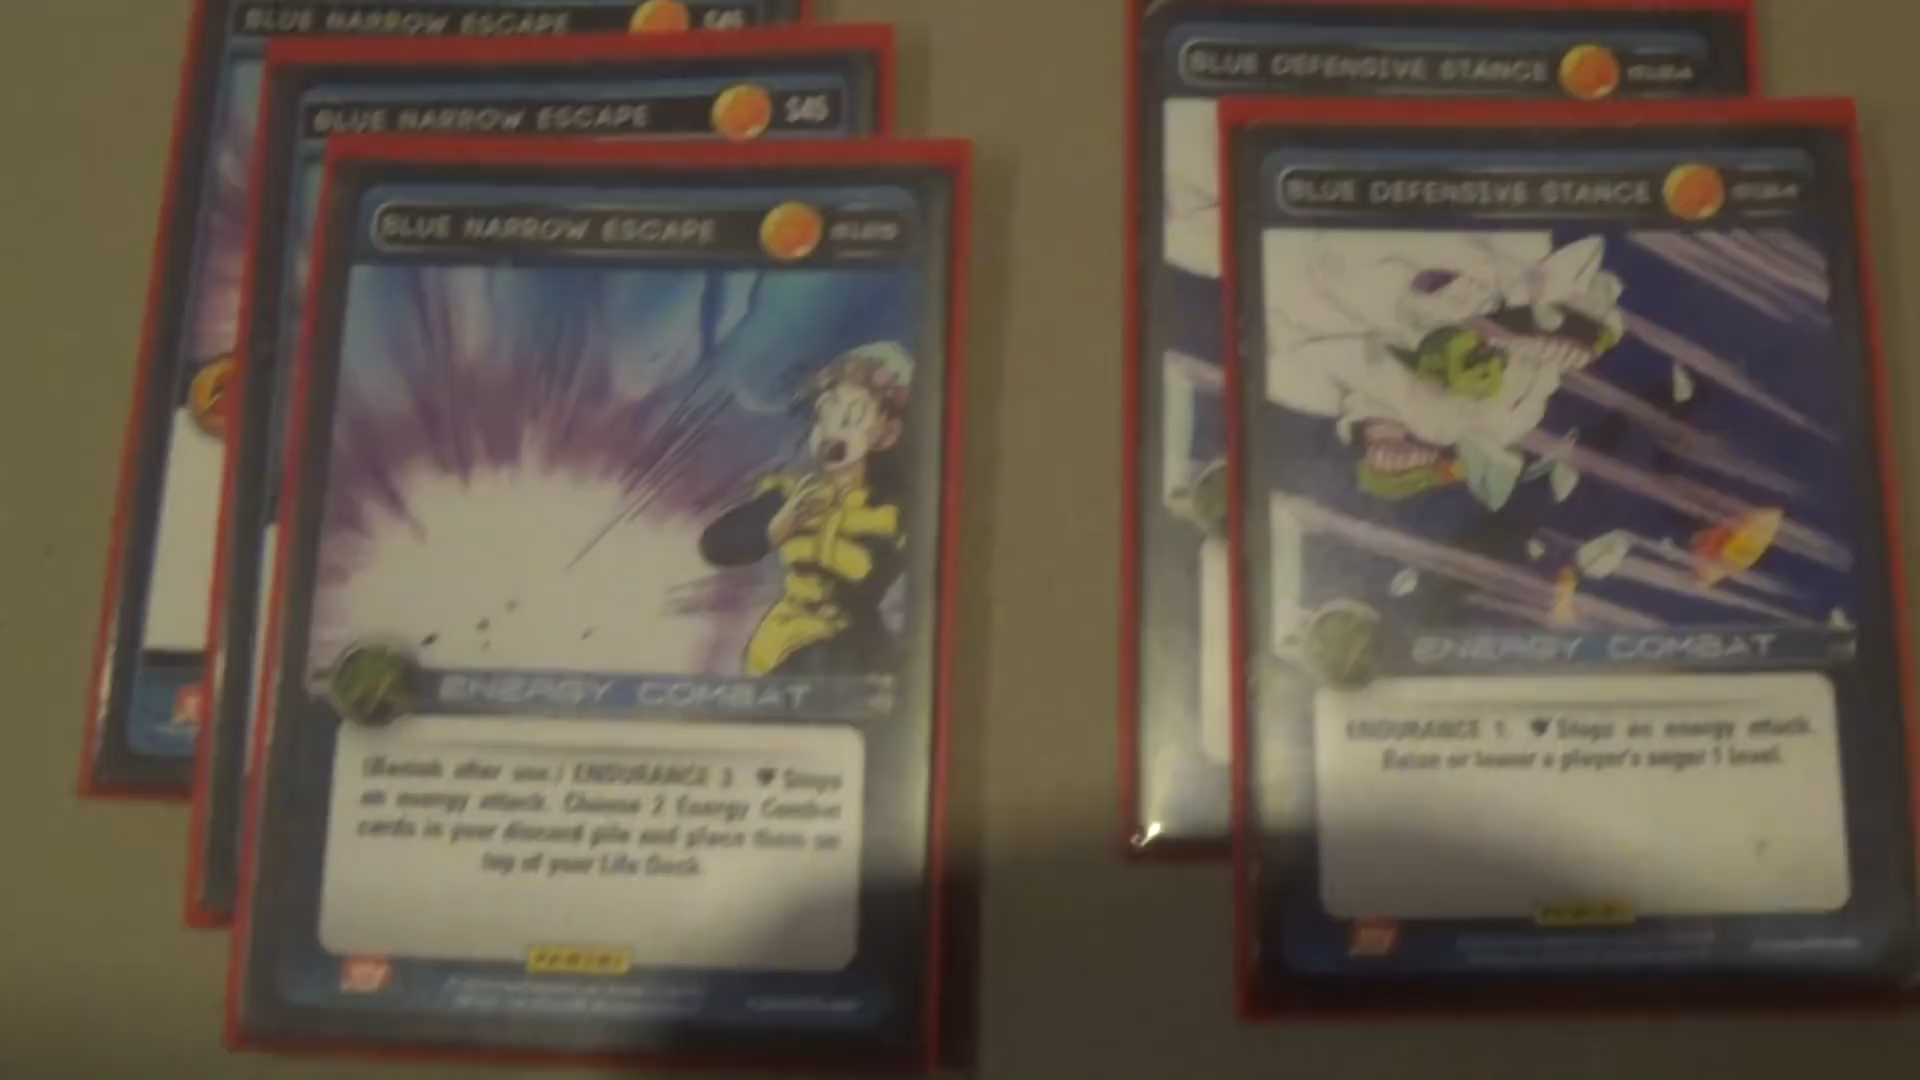 BLUE NARROW ESCAPE S45
BLUE NARROW ESCAPE S45
BLUE NARROW ESCAPE
ENERGY COMBAT
(Banish after use.) ENDURANCE 3 Stops
an energy attack. Choose 2 Energy Combat
cards in your discard pile and place them on
top of your Life Deck.
PANINI
BLUE DEFENSIVE STANCE
BLUE DEFENSIVE STANCE
ENERGY COMBAT
ENDURANCE 1. Stops an energy attack.
Raise or lower a player's anger 1 level.
PANINI